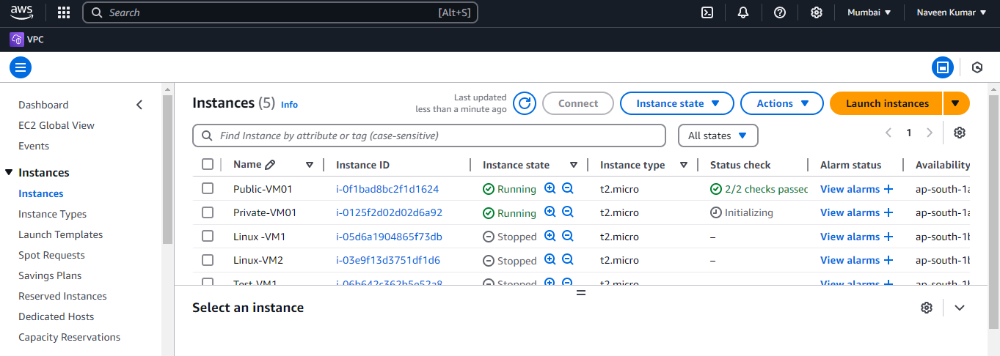 aws Search [Alt+S] Mumbai Naveen Kumar
VPC
Dashboard
EC2 Global View
Events
Instances
Instances
Instance Types
Launch Templates
Spot Requests
Savings Plans
Reserved Instances
Dedicated Hosts
Capacity Reservations
Instances (5) Info
Last updated
less than a minute ago
Connect Instance state Actions Launch instances
Find Instance by attribute or tag (case-sensitive) All states 1
Name Instance ID Instance state Instance type Status check Alarm status Availability
Public-VM01 i-0f1bad8bc2f1d1624 Running t2.micro 2/2 checks passec View alarms + ap-south-1a
Private-VM01 i-0125f2d02d02d6a92 Running t2.micro Initializing View alarms + ap-south-1a
Linux -VM1 i-05d6a1904865f73db Stopped t2.micro – View alarms + ap-south-1b
Linux-VM2 i-03e9f13d3751df1d6 Stopped t2.micro – View alarms + ap-south-1b
Test-VM1 i-06b642c362b5e52a8 Stopped t2.micro View alarms + ap-south-1b
Select an instance